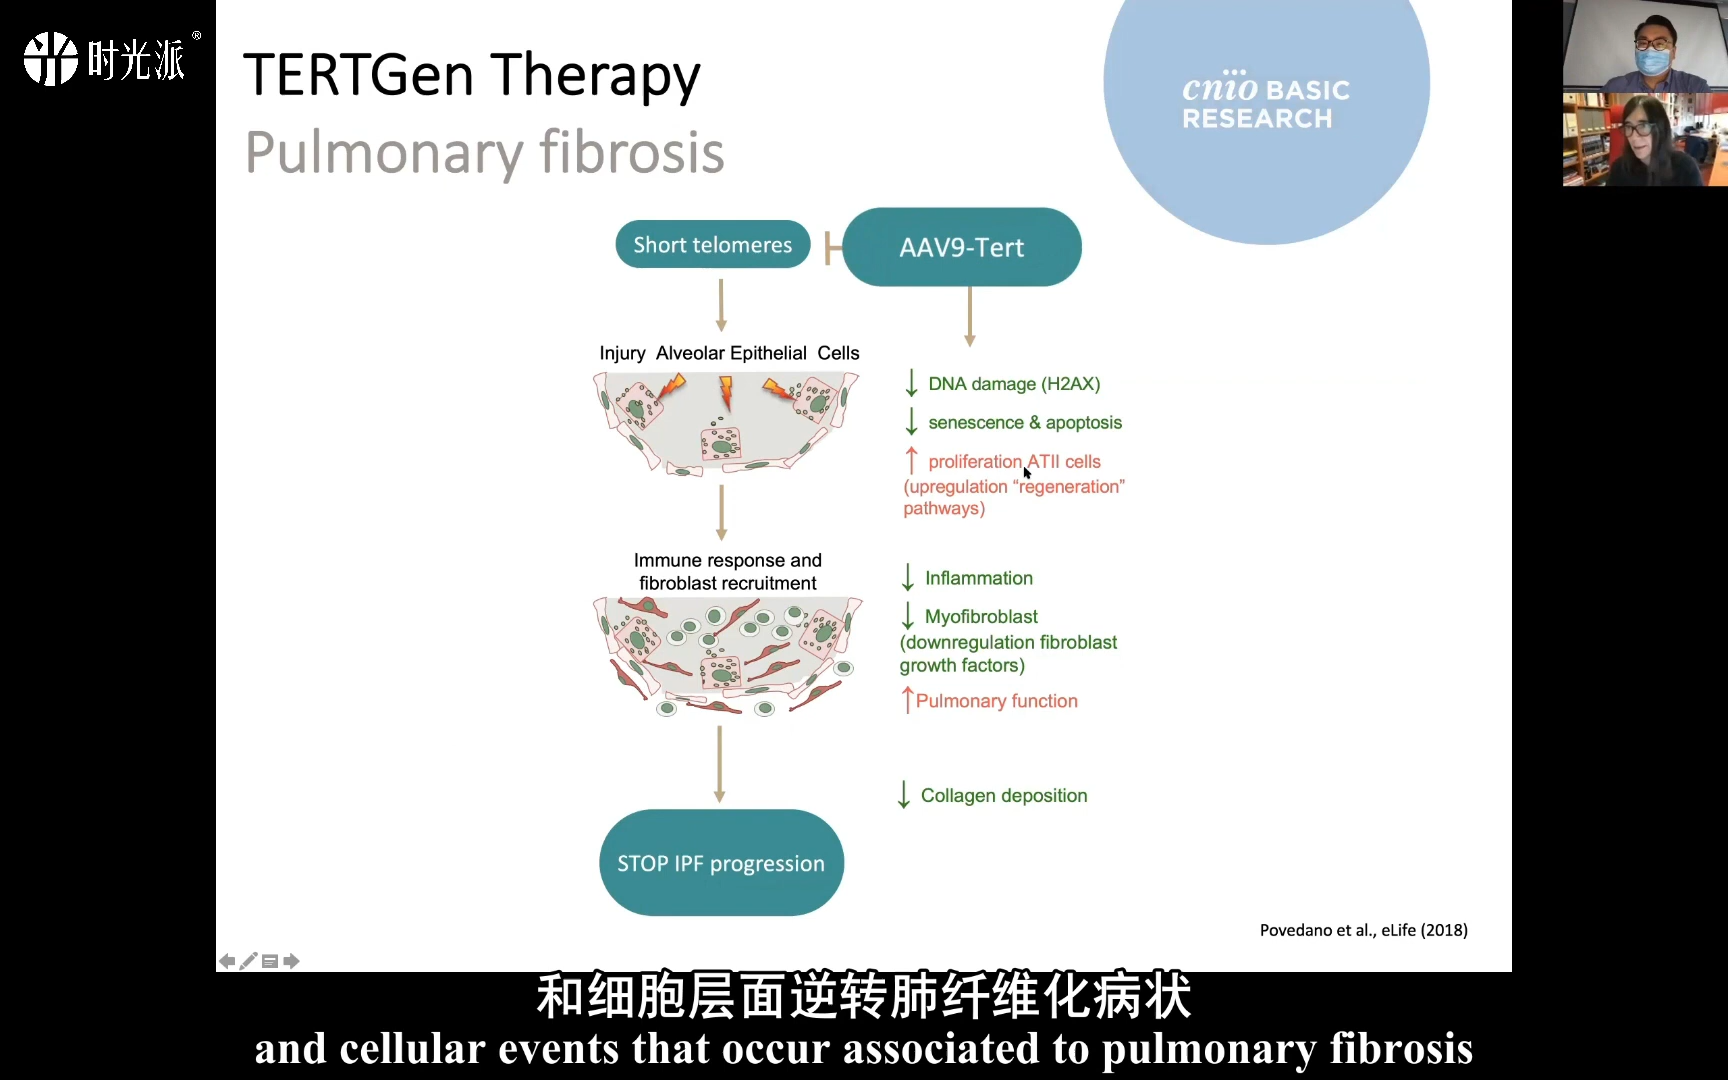 时光派®
TERTGen Therapy
Pulmonary fibrosis
cnio BASIC
RESEARCH
Short telomeres
AAV9-Tert
Injury Alveolar Epithelial Cells
↓ DNA damage (H2AX)
↓ senescence & apoptosis
↑ proliferation ATII cells
(upregulation “regeneration”
pathways)
Immune response and
fibroblast recruitment
↓ Inflammation
↓ Myofibroblast
(downregulation fibroblast
growth factors)
↑Pulmonary function
↓ Collagen deposition
STOP IPF progression
Povedano et al., eLife (2018)
和细胞层面逆转肺纤维化病状
and cellular events that occur associated to pulmonary fibrosis